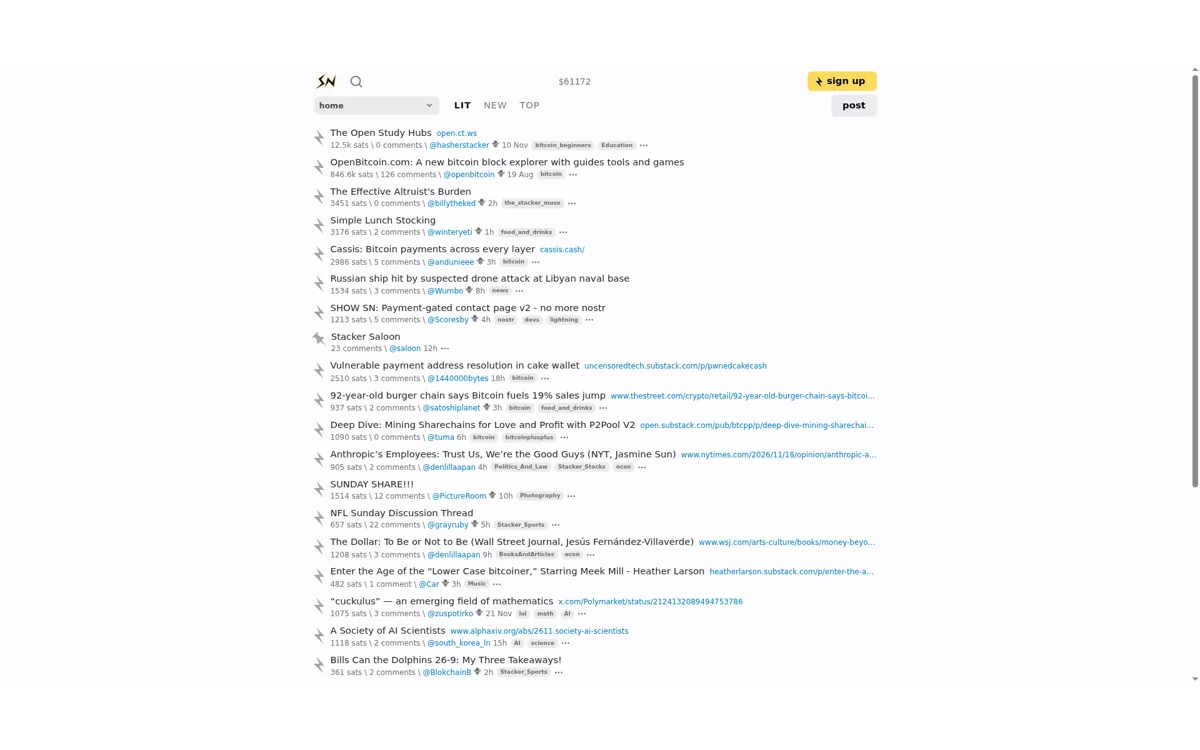 SN $61172 sign up
home LIT NEW TOP post
The Open Study Hubs open.ct.ws
12.5k sats \ 0 comments \ @hasherstacker 10 Nov bitcoin_beginners Education ...
OpenBitcoin.com: A new bitcoin block explorer with guides tools and games
846.6k sats \ 126 comments \ @openbitcoin 19 Aug bitcoin ...
The Effective Altruist's Burden
3451 sats \ 0 comments \ @billytheked 2h the_stacker_muse ...
Simple Lunch Stocking
3176 sats \ 2 comments \ @winteryeti 1h food_and_drinks ...
Cassis: Bitcoin payments across every layer cassis.cash/
2986 sats \ 5 comments \ @andunieee 3h bitcoin ...
Russian ship hit by suspected drone attack at Libyan naval base
1534 sats \ 3 comments \ @Wumbo 8h news ...
SHOW SN: Payment-gated contact page v2 - no more nostr
1213 sats \ 5 comments \ @Scoresby 4h nostr devs lightning ...
Stacker Saloon
23 comments \ @saloon 12h ...
Vulnerable payment address resolution in cake wallet uncensoredtech.substack.com/p/pwnedcakecash
2510 sats \ 3 comments \ @1440000bytes 18h bitcoin ...
92-year-old burger chain says Bitcoin fuels 19% sales jump www.thestreet.com/crypto/retail/92-year-old-burger-chain-says-bitcoi...
937 sats \ 2 comments \ @satoshiplanet 3h bitcoin food_and_drinks ...
Deep Dive: Mining Sharechains for Love and Profit with P2Pool V2 open.substack.com/pub/btcpp/p/deep-dive-mining-sharechai...
1090 sats \ 0 comments \ @tuma 6h bitcoin bitcoinplusplus ...
Anthropic’s Employees: Trust Us, We’re the Good Guys (NYT, Jasmine Sun) www.nytimes.com/2026/11/18/opinion/anthropic-a...
905 sats \ 2 comments \ @denlillaapan 4h Politics_And_Law Stacker_Stocks econ ...
SUNDAY SHARE!!!
1514 sats \ 12 comments \ @PictureRoom 10h Photography ...
NFL Sunday Discussion Thread
657 sats \ 22 comments \ @grayruby 5h Stacker_Sports ...
The Dollar: To Be or Not to Be (Wall Street Journal, Jesús Fernández-Villaverde) www.wsj.com/arts-culture/books/money-beyo...
1208 sats \ 3 comments \ @denlillaapan 9h BooksAndArticles econ ...
Enter the Age of the “Lower Case bitcoiner,” Starring Meek Mill - Heather Larson heatherlarson.substack.com/p/enter-the-a...
482 sats \ 1 comment \ @Car 3h Music ...
“cuckulus” — an emerging field of mathematics x.com/Polymarket/status/2124132089494753786
1075 sats \ 3 comments \ @zuspotirko 21 Nov lol math AI ...
A Society of AI Scientists www.alphaxiv.org/abs/2611.society-ai-scientists
1118 sats \ 2 comments \ @south_korea_ln 15h AI science ...
Bills Can the Dolphins 26-9: My Three Takeaways!
361 sats \ 2 comments \ @BlokchainB 2h Stacker_Sports ...